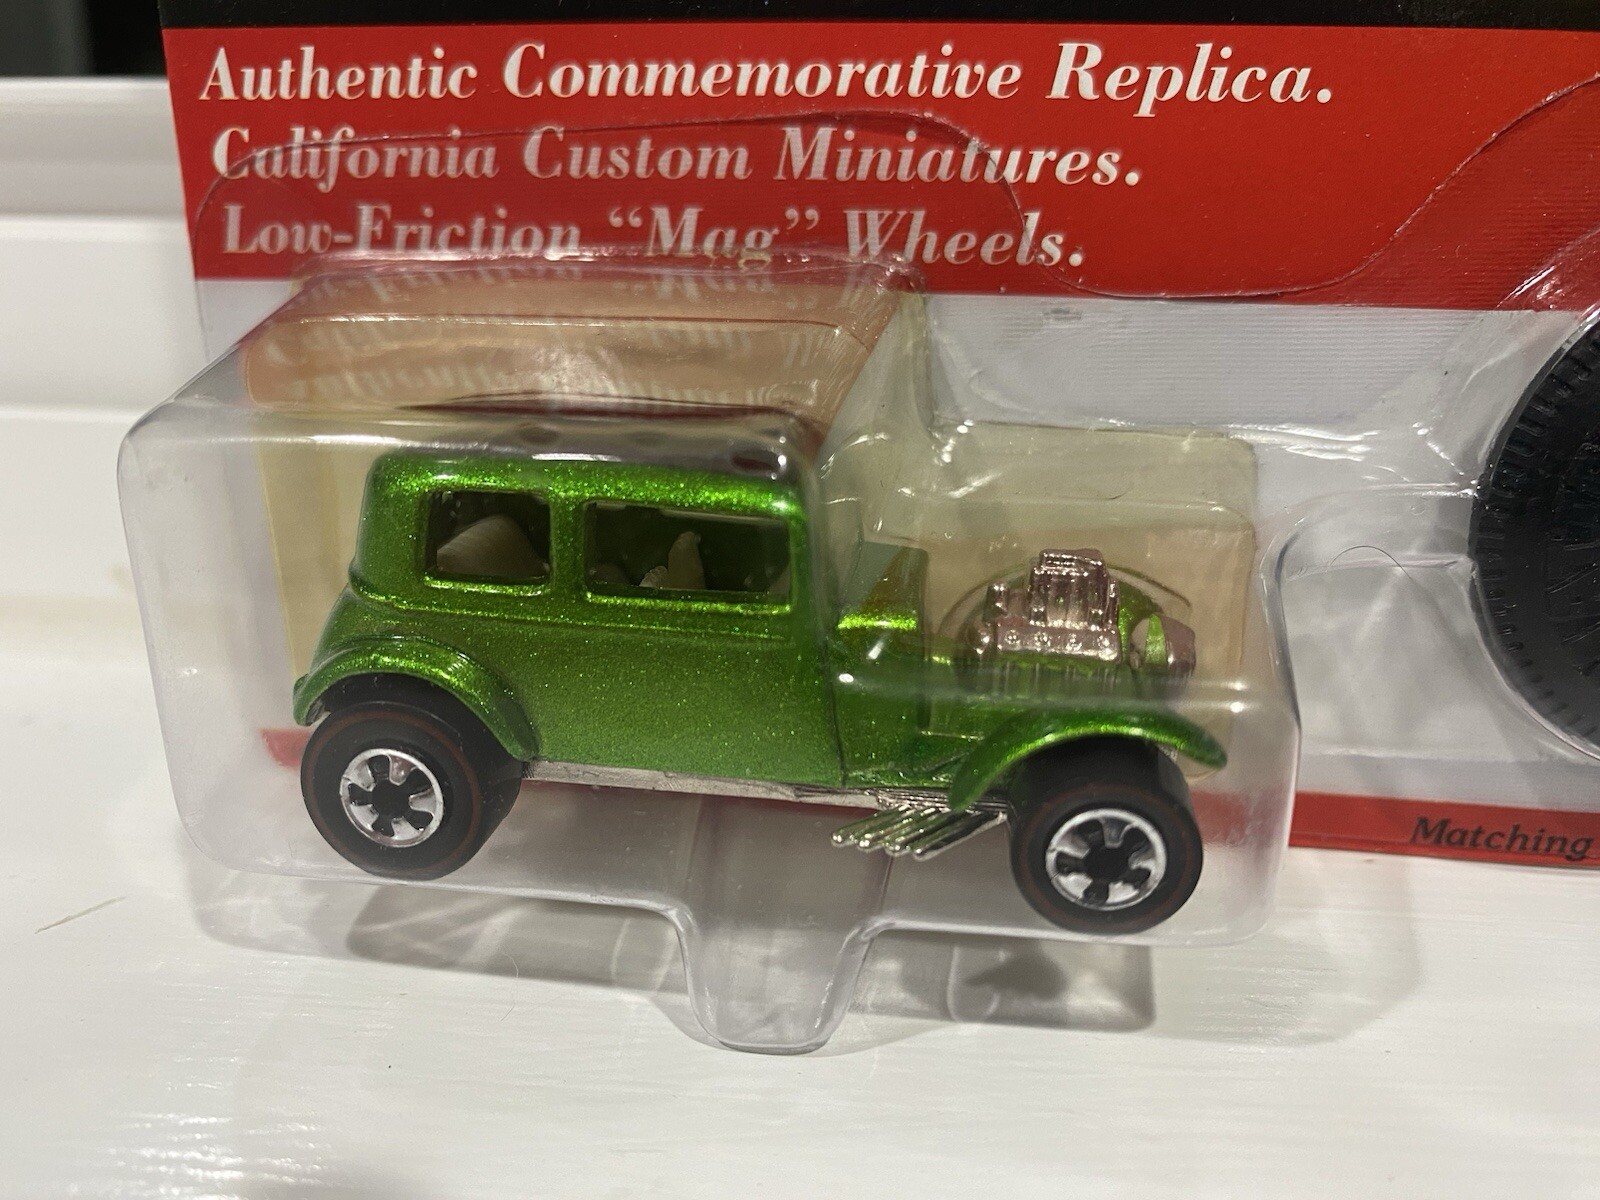 Authentic Commemorative Replica.
California Custom Miniatures.
Low-Friction “Mag” Wheels.
Matching